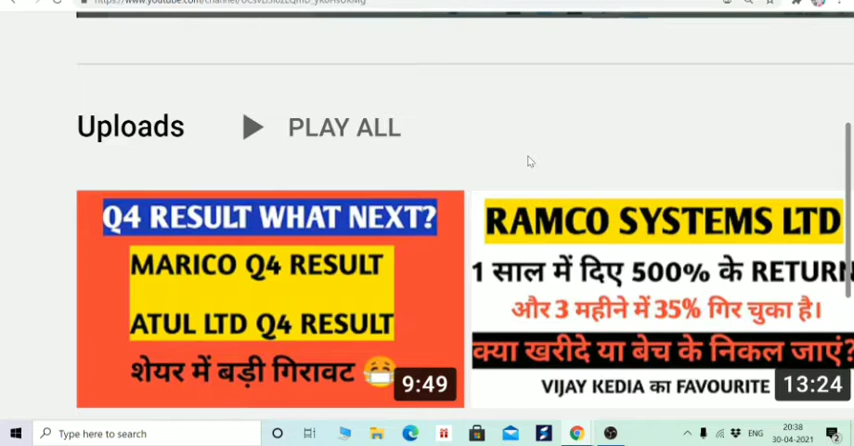 Uploads
PLAY ALL
Q4 RESULT WHAT NEXT?
MARICO Q4 RESULT
ATUL LTD Q4 RESULT
शेयर में बड़ी गिरावट
9:49
RAMCO SYSTEMS LTD
1 साल में दिए 500% के RETURN
और 3 महीने में 35% गिर चुका है।
क्या खरीदे या बेच के निकल जाएं?
VIJAY KEDIA का FAVOURITE
13:24
Type here to search
ENG
20:38
30-04-2021
2